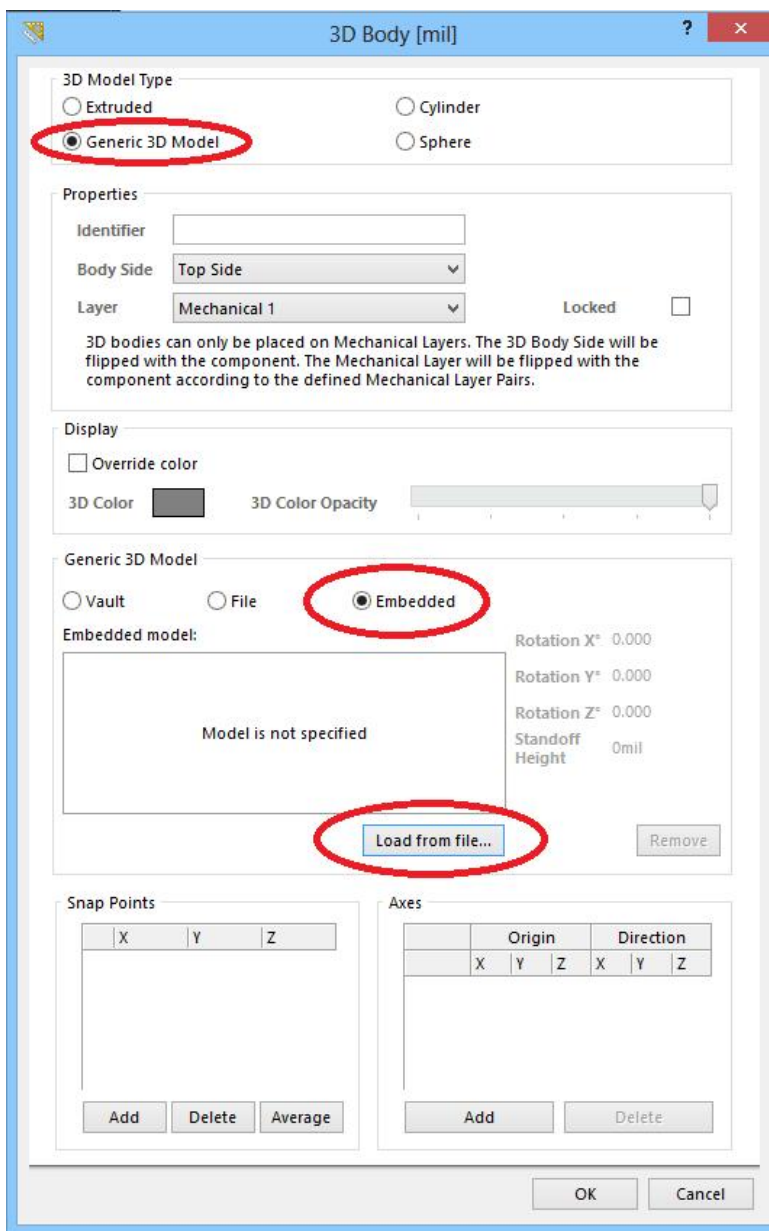 3D Body [mil]
?
3D Model Type
Extruded
Cylinder
Generic 3D Model
Sphere
Properties
Identifier
Body Side
Top Side
Layer
Mechanical 1
Locked
3D bodies can only be placed on Mechanical Layers. The 3D Body Side will be
flipped with the component. The Mechanical Layer will be flipped with the
component according to the defined Mechanical Layer Pairs.
Display
Override color
3D Color
3D Color Opacity
Generic 3D Model
Vault
File
Embedded
Embedded model:
Model is not specified
Rotation X° 0.000
Rotation Y° 0.000
Rotation Z° 0.000
Standoff
Height
0mil
Load from file...
Remove
Snap Points
X Y Z
Add
Delete
Average
Axes
Origin Direction
X Y Z X Y Z
Add
Delete
OK
Cancel